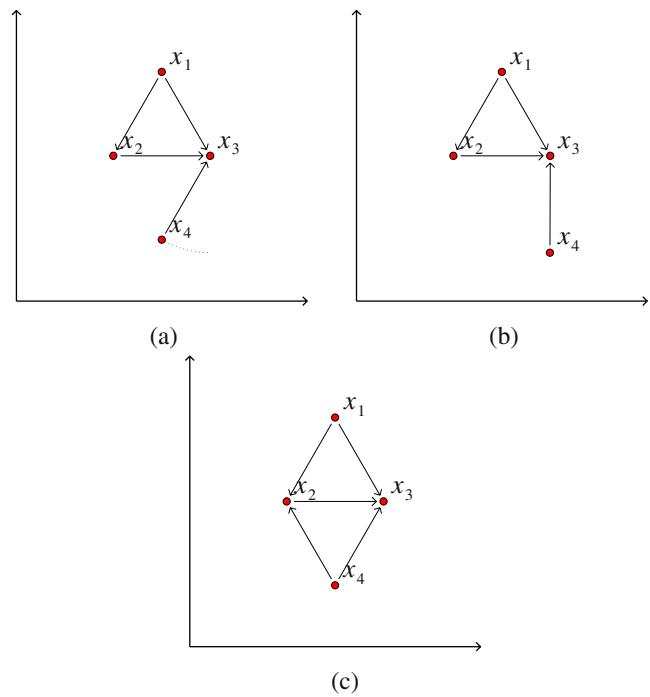 x₁
x₂ x₃
x₄
(a)
x₁
x₂ x₃
x₄
(b)
x₁
x₂ x₃
x₄
(c)